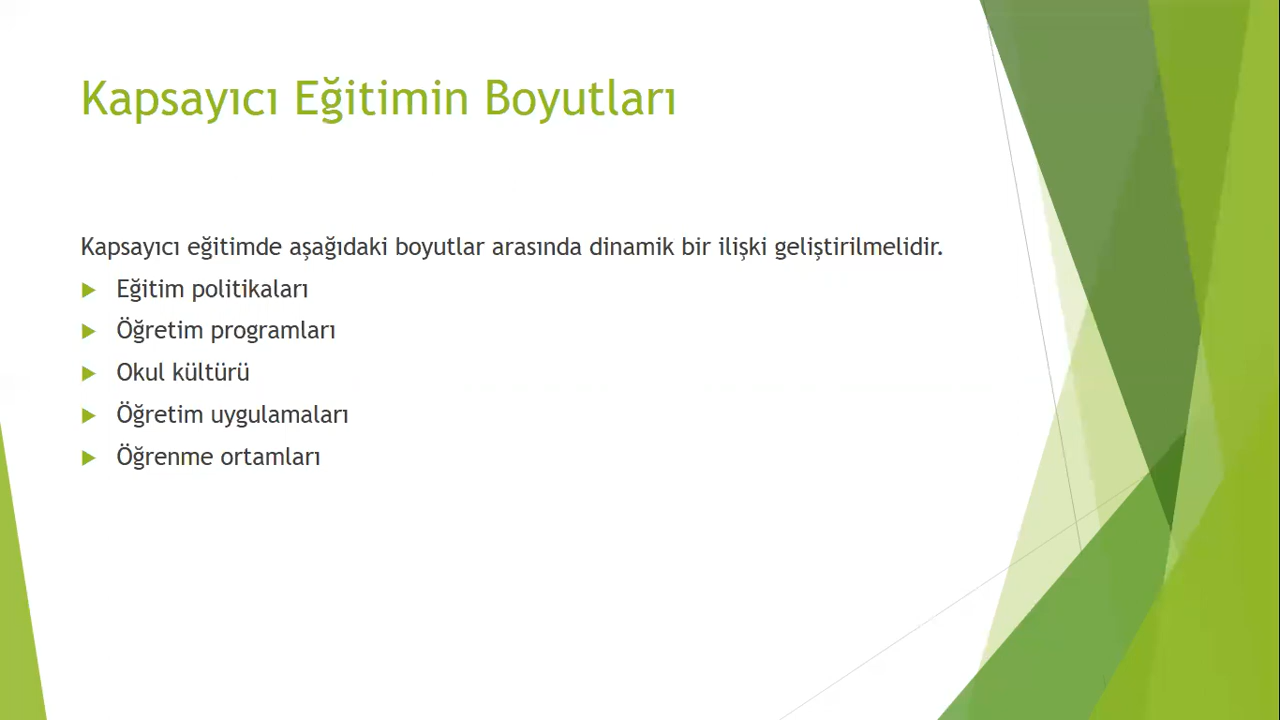 Kapsayıcı Eğitimin Boyutları
Kapsayıcı eğitimde aşağıdaki boyutlar arasında dinamik bir ilişki geliştirilmelidir.
Eğitim politikaları
Öğretim programları
Okul kültürü
Öğretim uygulamaları
Öğrenme ortamları